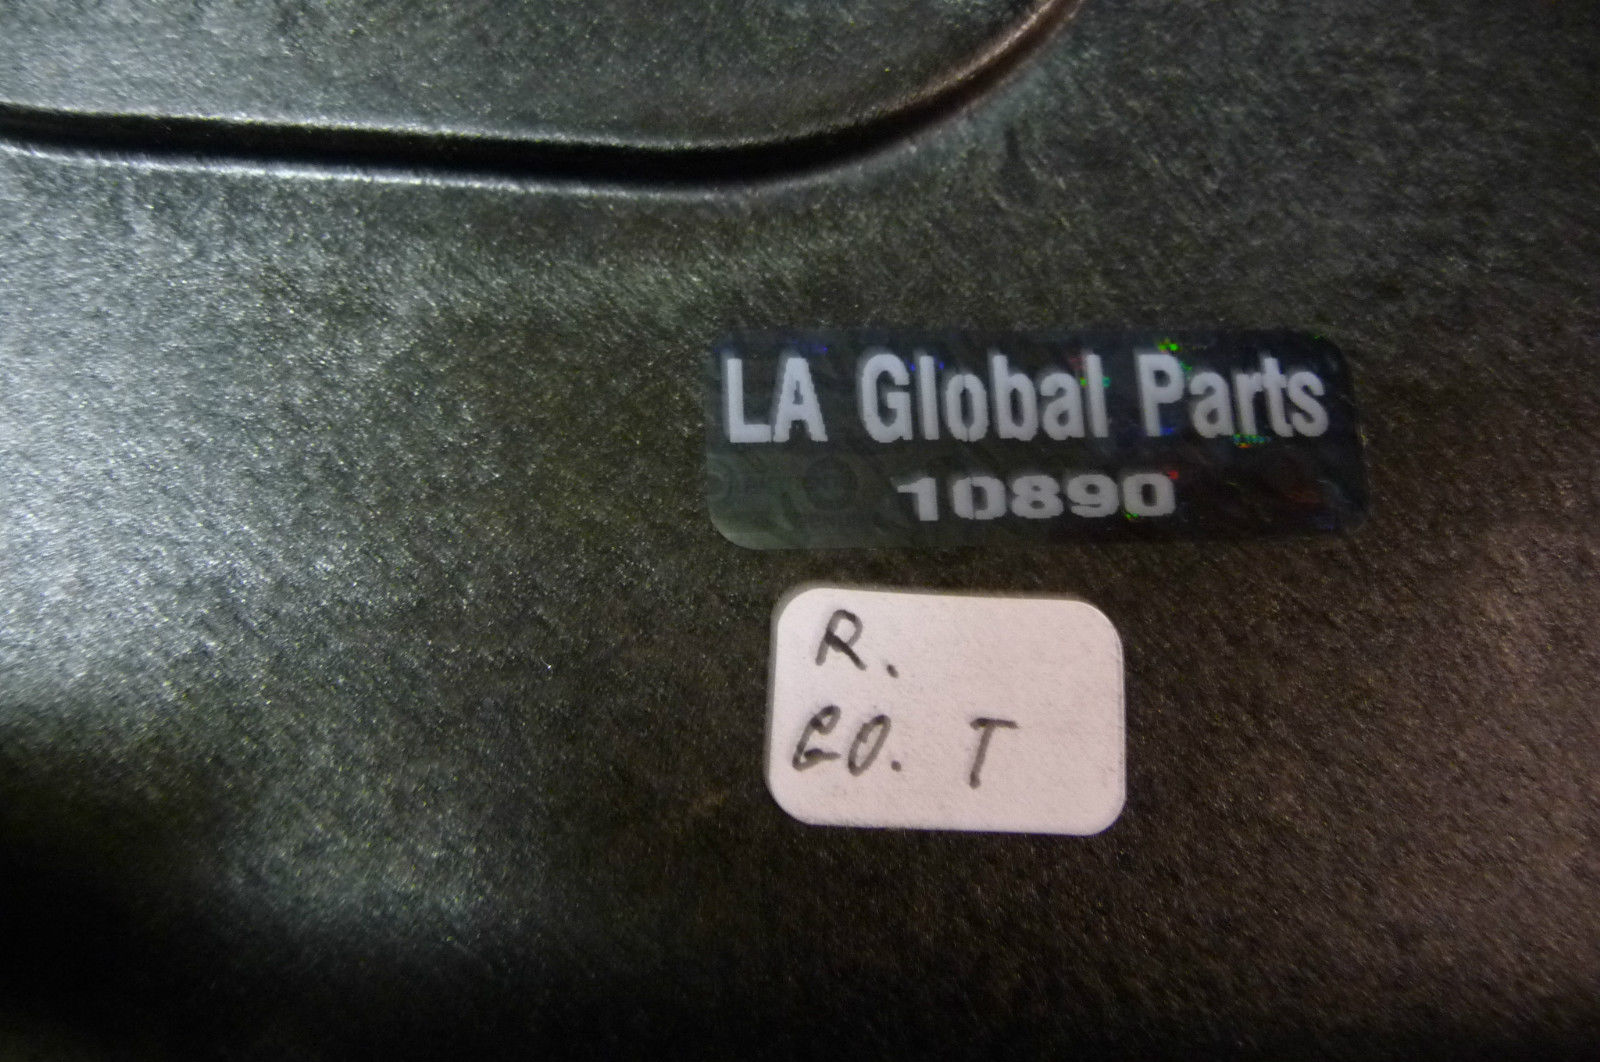 LA Global Parts
10890
R.
GO. T